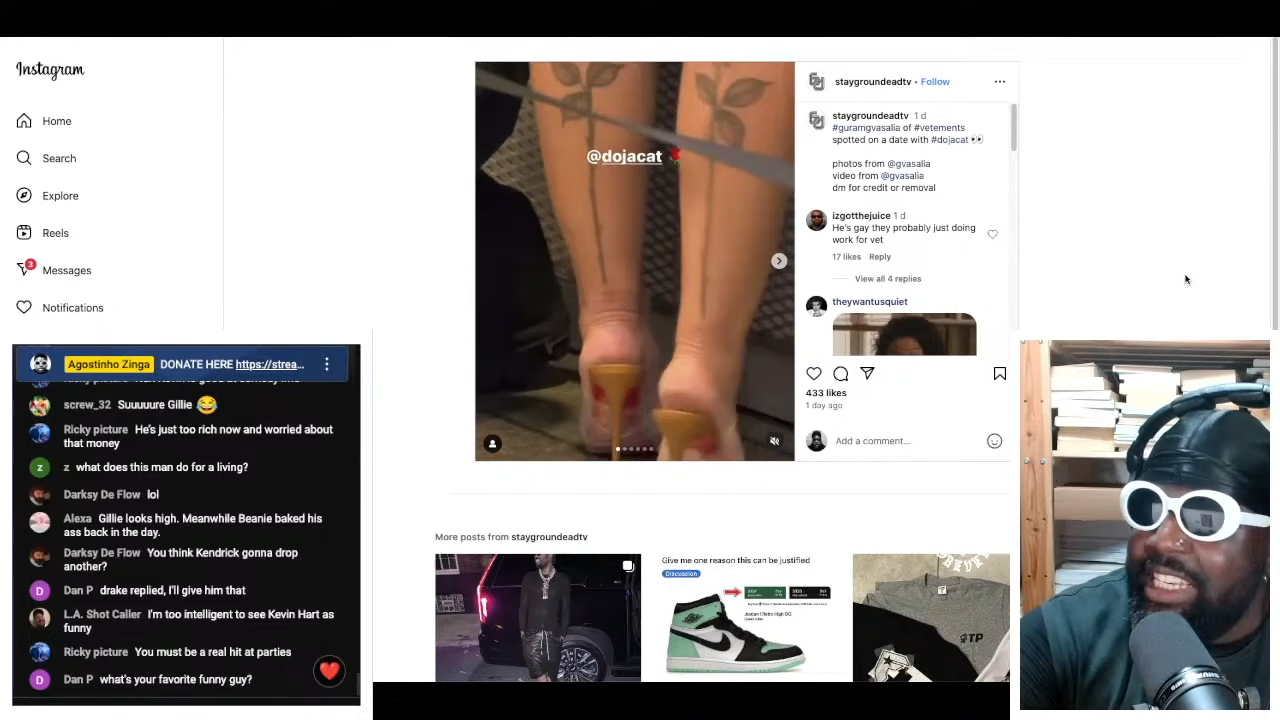 Instagram
Home
Search
Explore
Reels
3
Messages
Notifications
@dojacat
staygroundeadtv • Follow
staygroundeadtv 1 d
#guramgvasalia of #vetements
spotted on a date with #dojacat 👀
photos from @gvasalia
video from @gvasalia
dm for credit or removal
izgotthejuice 1 d
He's gay they probably just doing
work for vet
17 likes Reply
View all 4 replies
theywantusquiet
433 likes
1 day ago
Add a comment...
More posts from staygroundeadtv
Give me one reason this can be justified
Discussion
Agostinho Zinga DONATE HERE https://strea...
screw_32 Suuuure Gillie 😂
Ricky picture He's just too rich now and worried about
that money
z z what does this man do for a living?
Darksy De Flow lol
Alexa Gillie looks high. Meanwhile Beanie baked his
ass back in the day.
Darksy De Flow You think Kendrick gonna drop
another?
D Dan P drake replied, I'll give him that
L.A. Shot Caller I'm too intelligent to see Kevin Hart as
funny
Ricky picture You must be a real hit at parties
D Dan P what's your favorite funny guy?